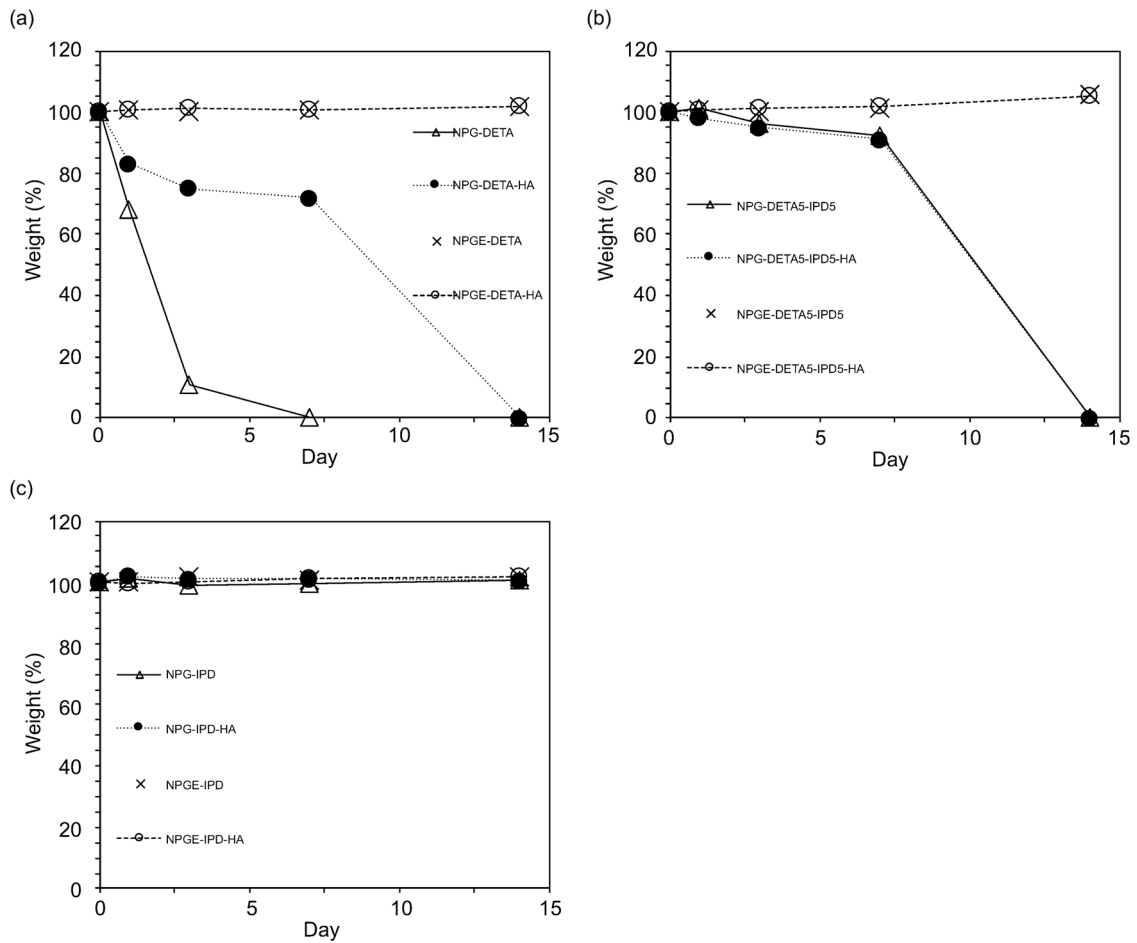 (a)
120
100
80
60
40
20
0
Weight (%)
NPG-DETA
NPG-DETA-HA
NPGE-DETA
NPGE-DETA-HA
0 5 10 15
Day
(b)
120
100
80
60
40
20
0
Weight (%)
NPG-DETA5-IPD5
NPG-DETA5-IPD5-HA
NPGE-DETA5-IPD5
NPGE-DETA5-IPD5-HA
0 5 10 15
Day
(c)
120
100
80
60
40
20
0
Weight (%)
NPG-IPD
NPG-IPD-HA
NPGE-IPD
NPGE-IPD-HA
0 5 10 15
Day